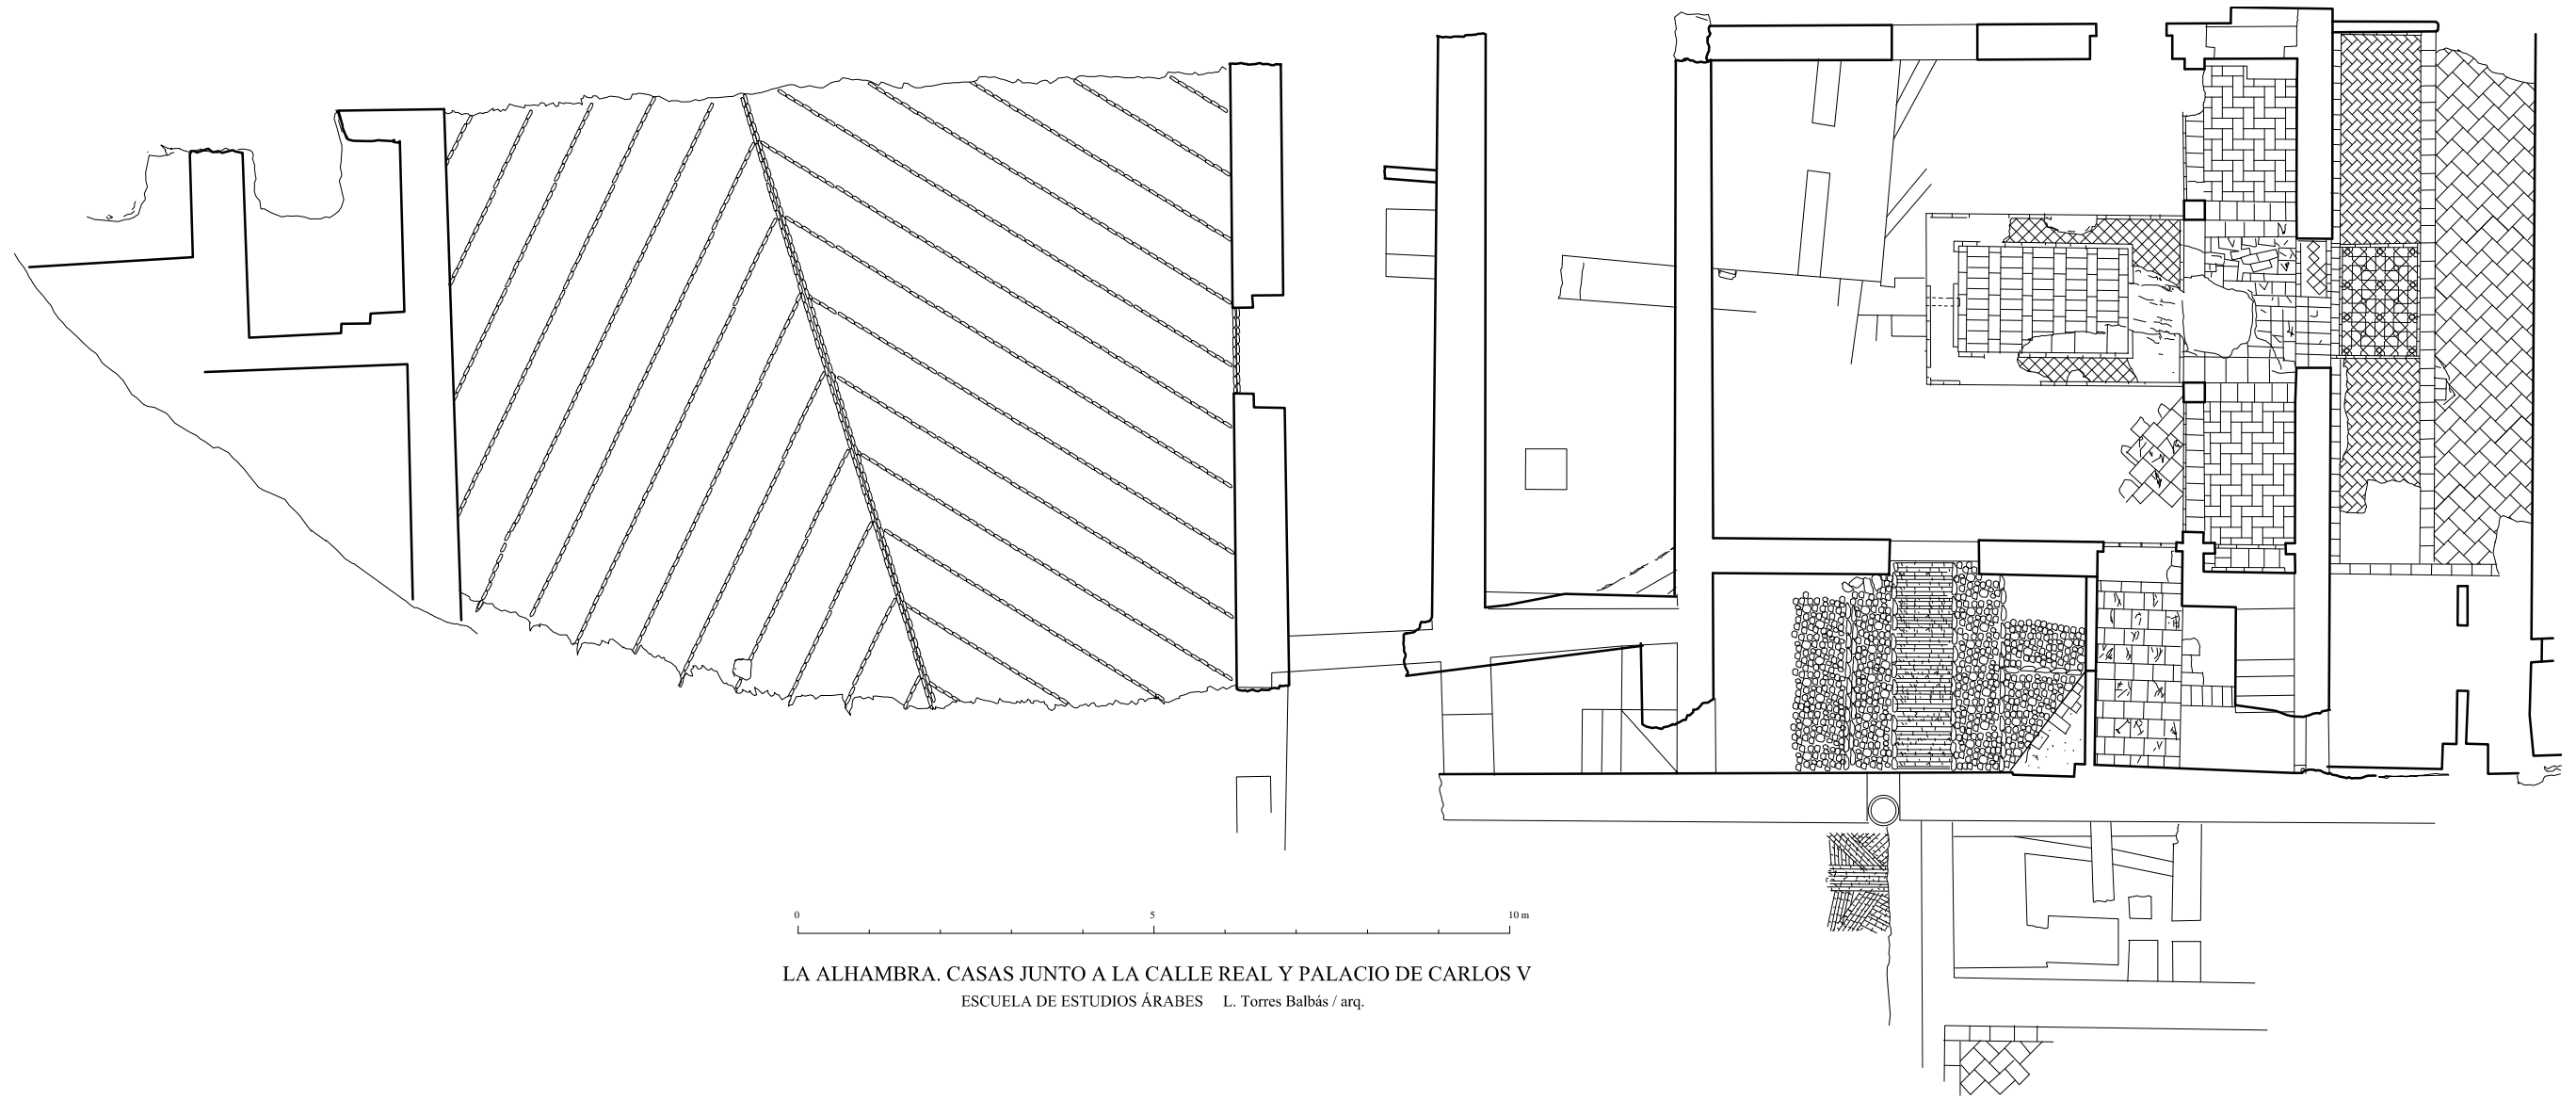 0 5 10 m
LA ALHAMBRA. CASAS JUNTO A LA CALLE REAL Y PALACIO DE CARLOS V
ESCUELA DE ESTUDIOS ÁRABES L. Torres Balbás / arq.